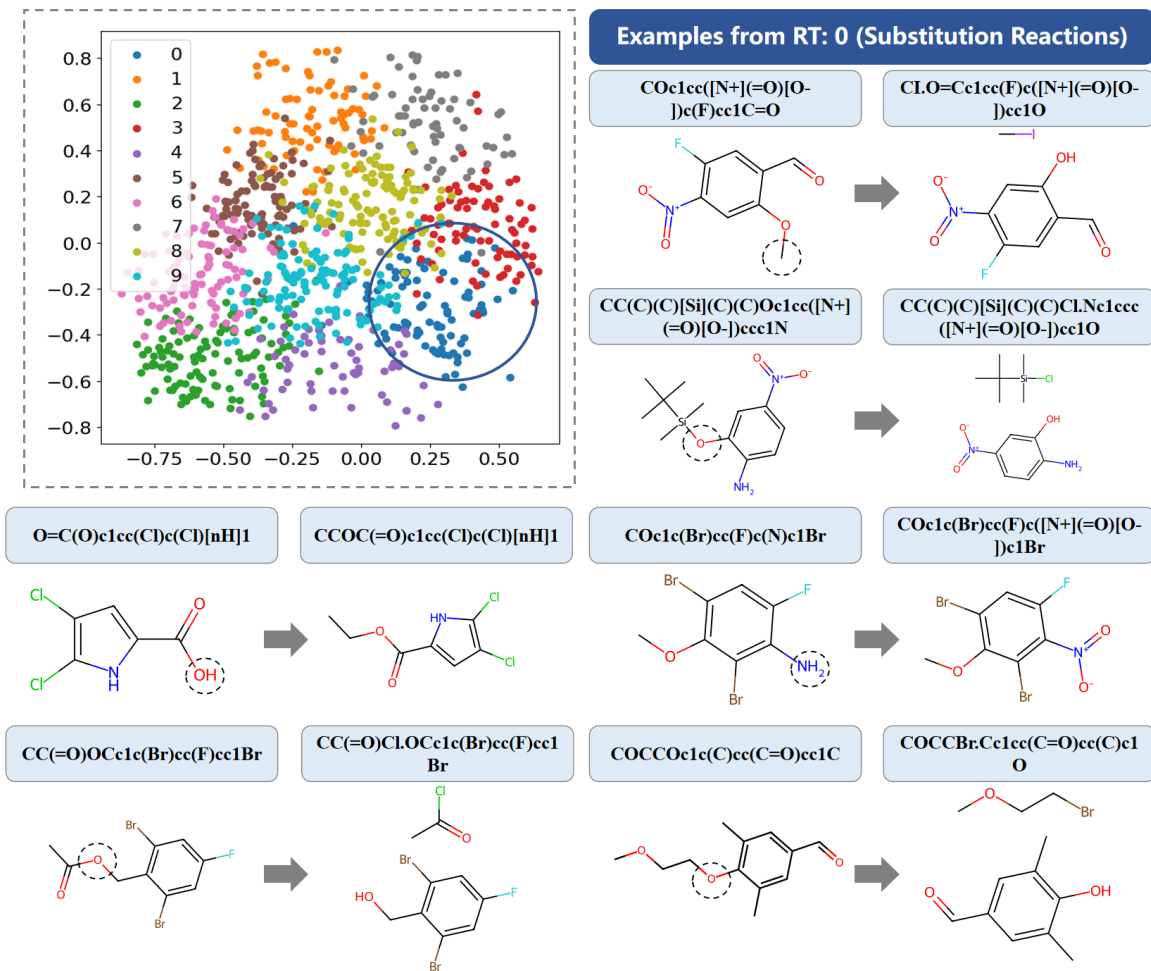 Examples from RT: 0 (Substitution Reactions)
0.8
0.6
0.4
0.2
0.0
−0.2
−0.4
−0.6
−0.8
0
1
2
3
4
5
6
7
8
9
−0.75
−0.50
−0.25
0.00
0.25
0.50
COc1cc([N+](=O)[O-
])c(F)cc1C=O
CI.O=Cc1cc(F)c([N+](=O)[O-
])cc1O
F
O⁻
N⁺
O
O
O
I
OH
O⁻
N⁺
O
O
F
CC(C)(C)[Si](C)(C)Oc1cc([N+]
(=O)[O-])ccc1N
CC(C)(C)[Si](C)(C)Cl.Nc1ccc
([N+](=O)[O-])cc1O
O
N⁺
O⁻
Si
O
NH₂
Si
Cl
O⁻
N⁺
O
OH
NH₂
O=C(O)c1cc(Cl)c(Cl)[nH]1
CCOC(=O)c1cc(Cl)c(Cl)[nH]1
COc1c(Br)cc(F)c(N)c1Br
COc1c(Br)cc(F)c([N+](=O)[O-
])c1Br
Cl
O
OH
Cl
N
H
HN
Cl
O
O
Cl
Br
F
O
NH₂
Br
Br
F
O
N⁺
O
O⁻
Br
CC(=O)OCc1c(Br)cc(F)cc1Br
CC(=O)Cl.OCc1c(Br)cc(F)cc1
Br
COCCOc1c(C)cc(C=O)cc1C
COCCBr.Cc1cc(C=O)cc(C)c1
O
Br
O
F
O
Br
Cl
O
Br
HO
F
Br
O
O
O
O
Br
O
OH